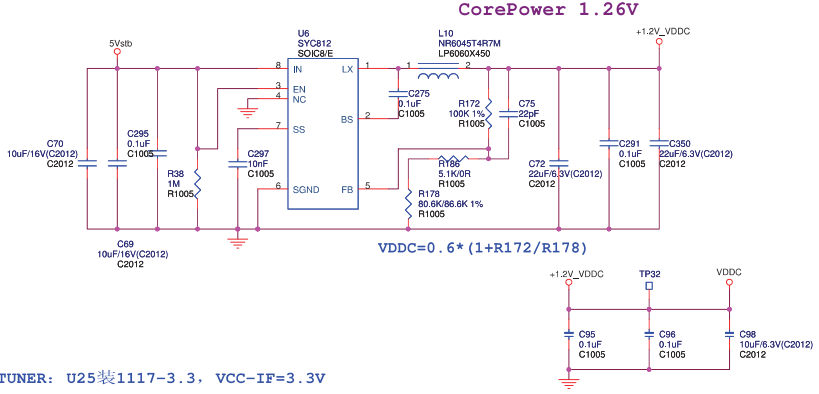 CorePower 1.26V
5Vstb
U6
SYC812
SOIC8/E
L10
NR6045T4R7M
LP6060X450
+1.2V_VDDC
8
IN
LX
1
1
2
3
EN
4
NC
C275
0.1uF
C1005
BS
2
R172
100K 1%
R1005
C75
22pF
C1005
C70
10uF/16V(C2012)
C2012
C295
0.1uF
C1005
7
SS
C297
10nF
C1005
R38
1M
R1005
6
SGND
FB
5
R186
5.1K/0R
R1005
R178
80.6K/86.6K 1%
R1005
C72
22uF/6.3V(C2012)
C2012
C291
0.1uF
C1005
C350
22uF/6.3V(C2012)
C2012
C69
10uF/16V(C2012)
C2012
VDDC=0.6*(1+R172/R178)
+1.2V_VDDC
TP32
VDDC
C95
0.1uF
C1005
C96
0.1uF
C1005
C98
10uF/6.3V(C2012)
C2012
TUNER: U25装1117-3.3, VCC-IF=3.3V